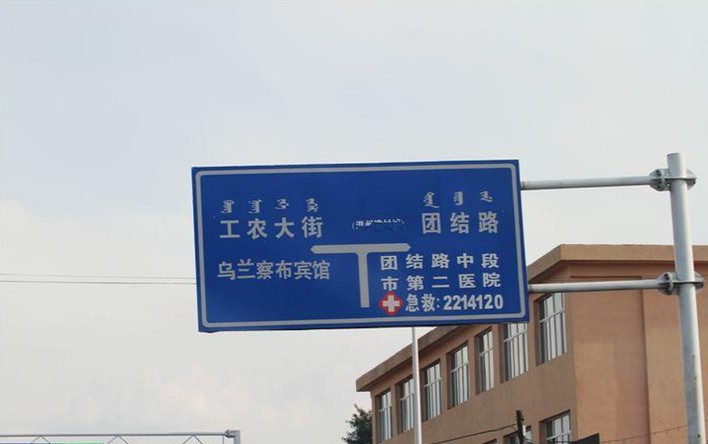 工农大街
团结路
乌兰察布宾馆
团结路中段
市第二医院
急救:2214120